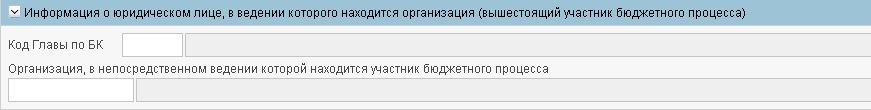 Информация о юридическом лице, в ведении которого находится организация (вышестоящий участник бюджетного процесса)
Код Главы по БК
Организация, в непосредственном ведении которой находится участник бюджетного процесса